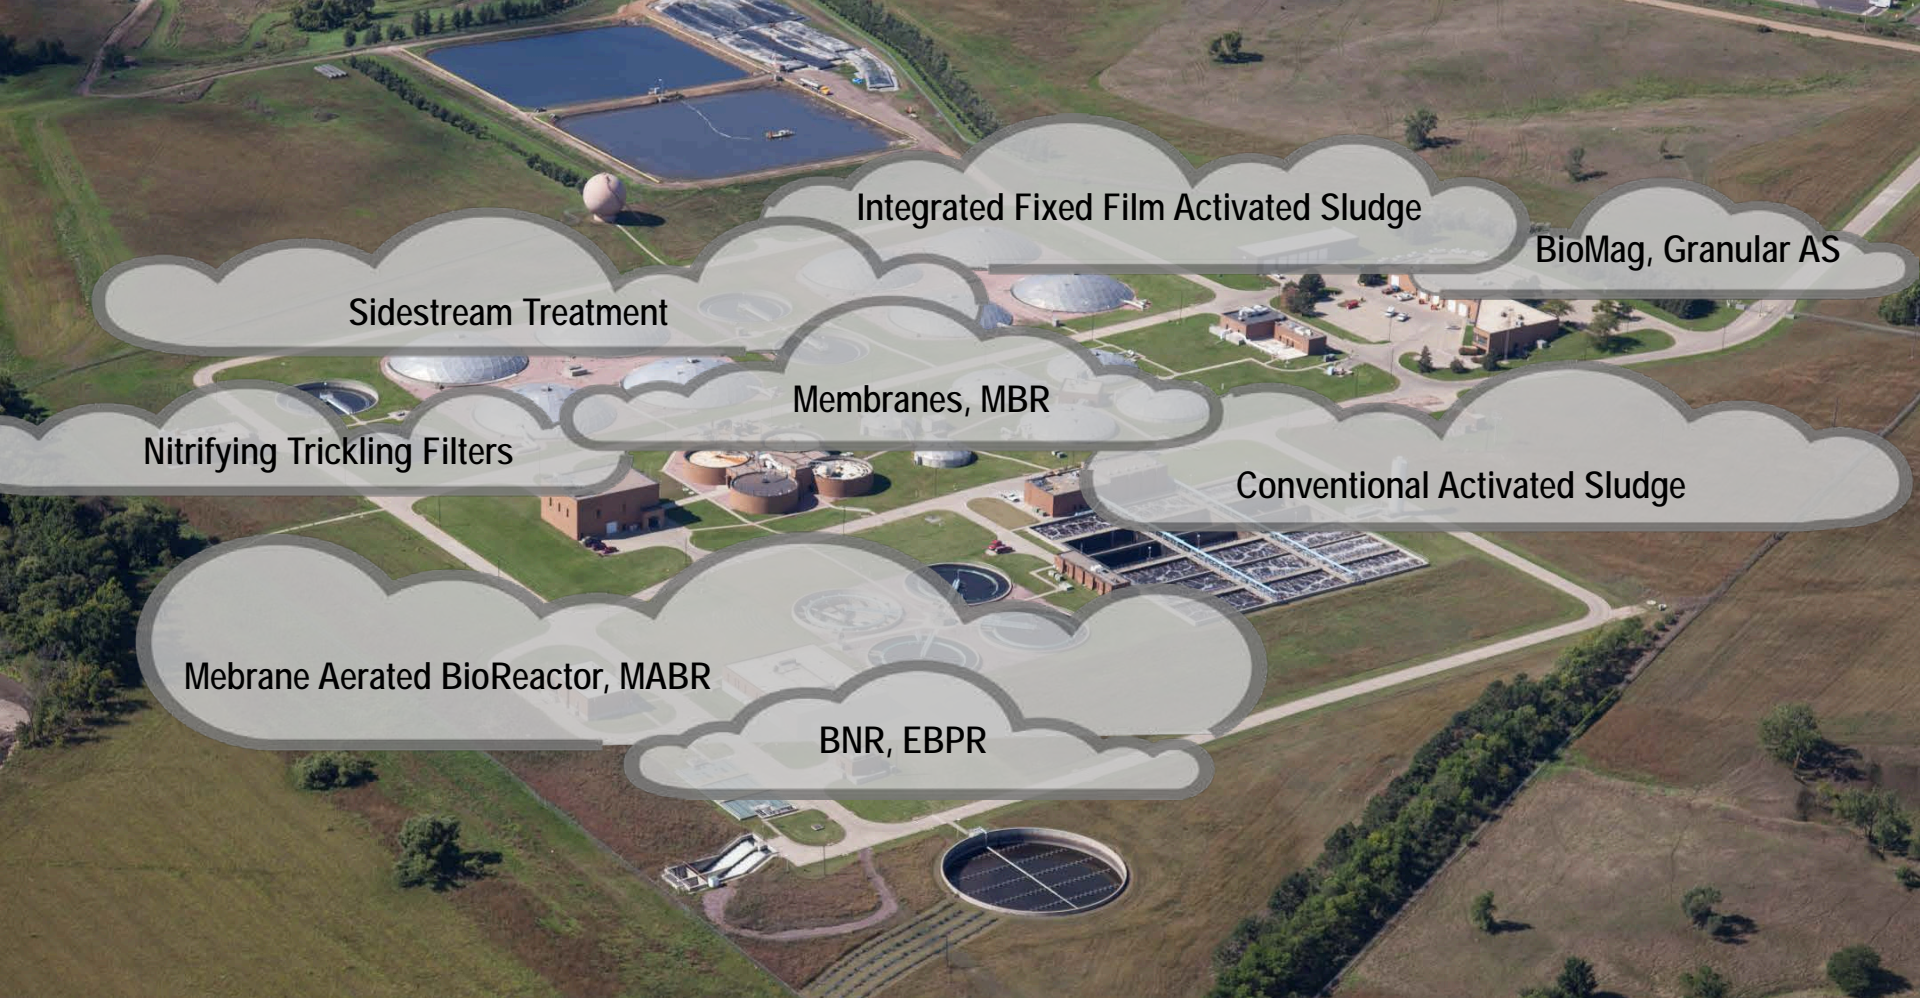 Integrated Fixed Film Activated Sludge
BioMag, Granular AS
Sidestream Treatment
Membranes, MBR
Nitrifying Trickling Filters
Conventional Activated Sludge
Mebrane Aerated BioReactor, MABR
BNR, EBPR